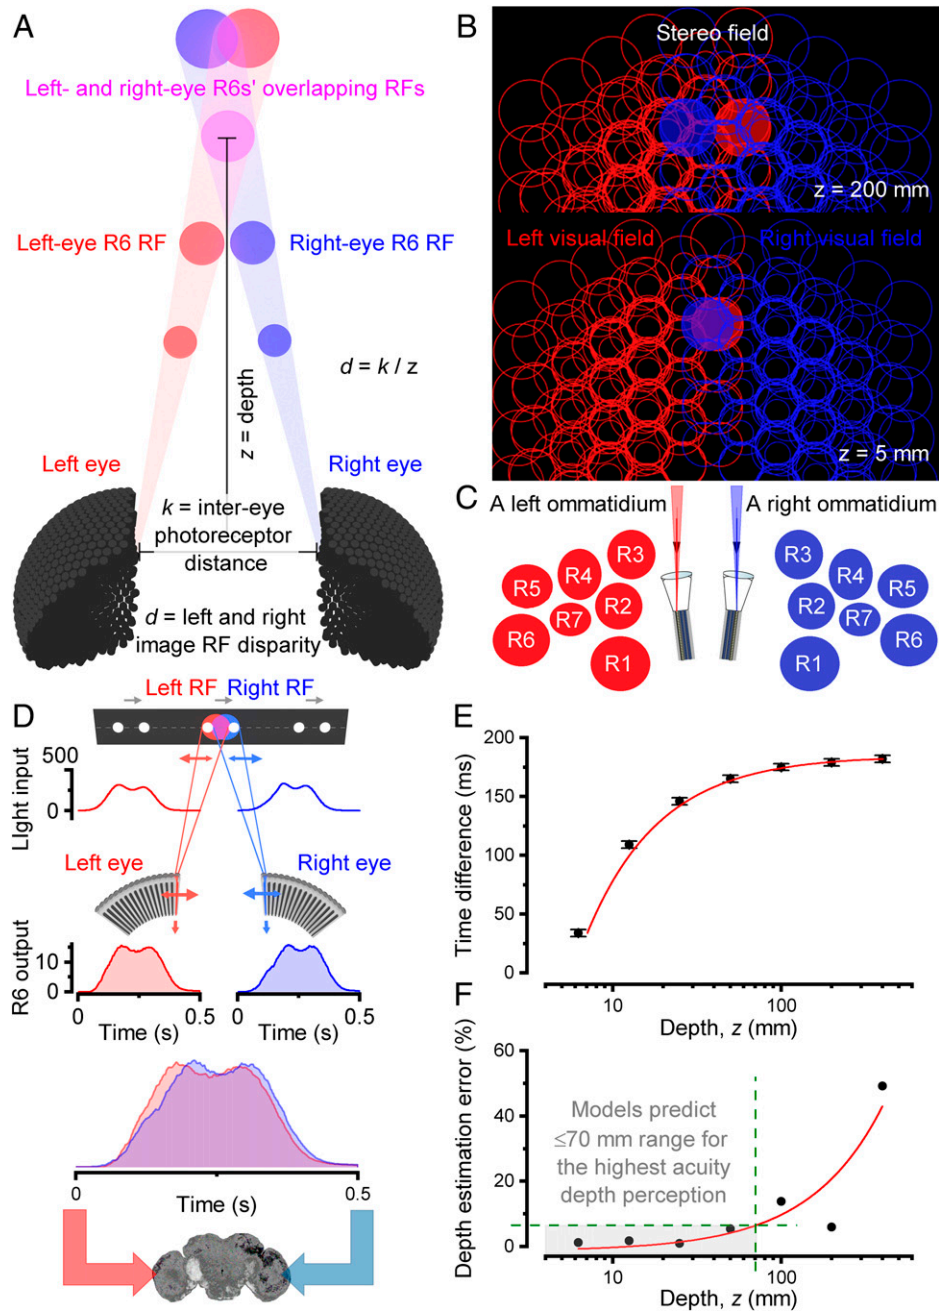 A
Left- and right-eye R6s' overlapping RFs
Left-eye R6 RF
Right-eye R6 RF
d = k / z
z = depth
Left eye
Right eye
k = inter-eye
photoreceptor
distance
d = left and right
image RF disparity
B
Stereo field
z = 200 mm
Left visual field
Right visual field
z = 5 mm
C
A left ommatidium
A right ommatidium
R3
R4
R5
R2
R7
R6
R1
R3
R4
R5
R2
R7
R6
R1
D
Left RF
Right RF
LIght input
500
0
Left eye
Right eye
R6 output
10
0
0
0.5
0
0.5
Time (s)
Time (s)
0
0.5
Time (s)
E
Time difference (ms)
200
150
100
50
0
10
100
Depth, z (mm)
F
Depth estimation error (%)
60
40
20
0
Models predict
≤70 mm range for
the highest acuity
depth perception
10
100
Depth, z (mm)